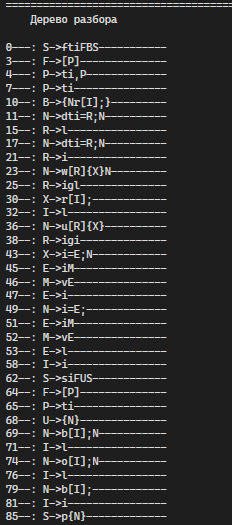 ====================================
Дерево разбора
0---: S->ftiFBS------------
3---: F->[P]---------------
4---: P->ti,P--------------
7---: P->ti----------------
10--: B->{Nr[I];}----------
11--: N->dti=R;N-----------
15--: R->l-----------------
17--: N->dti=R;N-----------
21--: R->i-----------------
23--: N->w[R]{X}N----------
25--: R->igl---------------
30--: X->r[I];-------------
32--: I->l-----------------
36--: N->u[R]{X}-----------
38--: R->igi---------------
43--: X->i=E;N-------------
45--: E->iM----------------
46--: M->vE----------------
47--: E->i-----------------
49--: N->i=E;--------------
51--: E->iM----------------
52--: M->vE----------------
53--: E->l-----------------
58--: I->i-----------------
62--: S->siFUS-------------
64--: F->[P]---------------
65--: P->ti----------------
68--: U->{N}---------------
69--: N->b[I];N------------
71--: I->l-----------------
74--: N->o[I];N------------
76--: I->l-----------------
79--: N->b[I];-------------
81--: I->i-----------------
85--: S->p{N}--------------